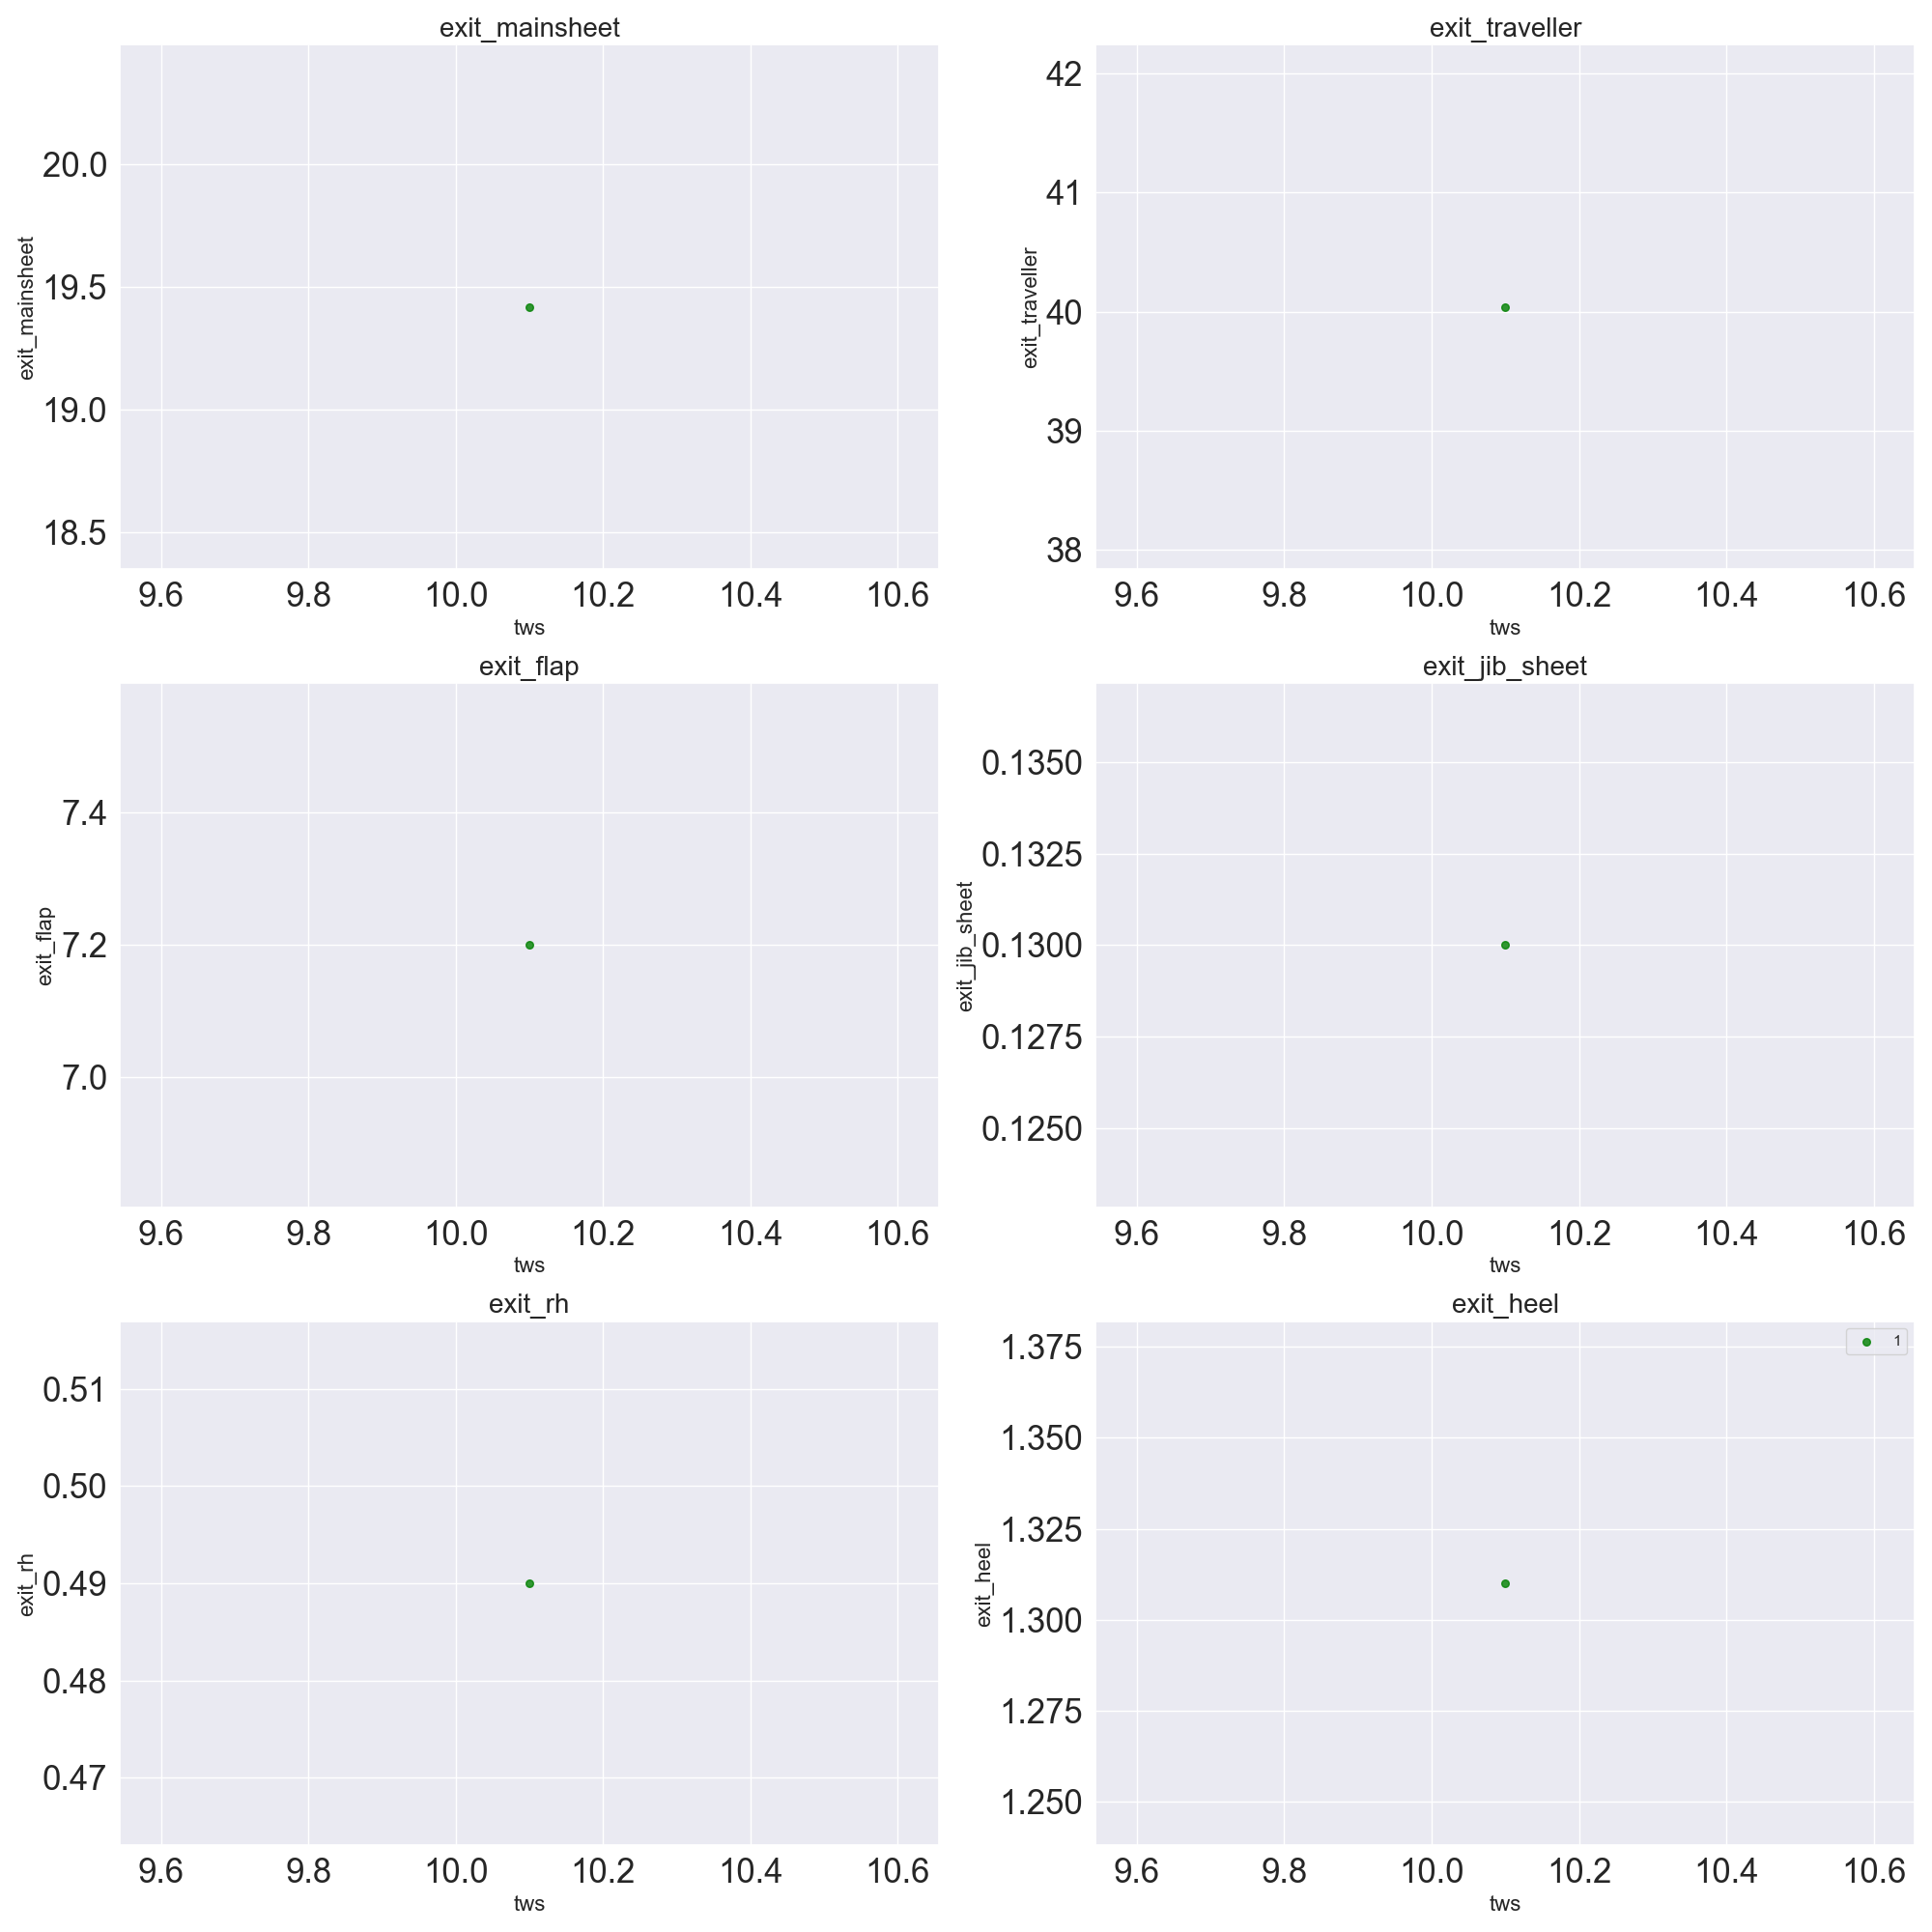 exit_mainsheet
exit_mainsheet
20.0
19.5
19.0
18.5
9.6 9.8 10.0 10.2 10.4 10.6
tws
exit_traveller
exit_traveller
42
41
40
39
38
9.6 9.8 10.0 10.2 10.4 10.6
tws
exit_flap
exit_flap
7.4
7.2
7.0
9.6 9.8 10.0 10.2 10.4 10.6
tws
exit_jib_sheet
exit_jib_sheet
0.1350
0.1325
0.1300
0.1275
0.1250
9.6 9.8 10.0 10.2 10.4 10.6
tws
exit_rh
exit_rh
0.51
0.50
0.49
0.48
0.47
9.6 9.8 10.0 10.2 10.4 10.6
tws
exit_heel
1
exit_heel
1.375
1.350
1.325
1.300
1.275
1.250
9.6 9.8 10.0 10.2 10.4 10.6
tws